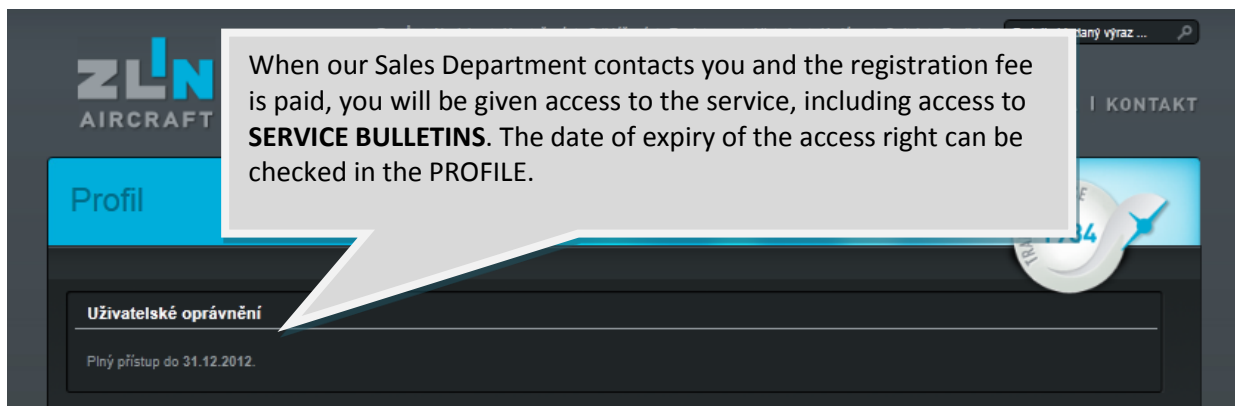 ZLIN
AIRCRAFT
daný výraz ...
KONTAKT
When our Sales Department contacts you and the registration fee
is paid, you will be given access to the service, including access to
SERVICE BULLETINS. The date of expiry of the access right can be
checked in the PROFILE.
Profil
Uživatelské oprávnění
Plný přístup do 31.12.2012.